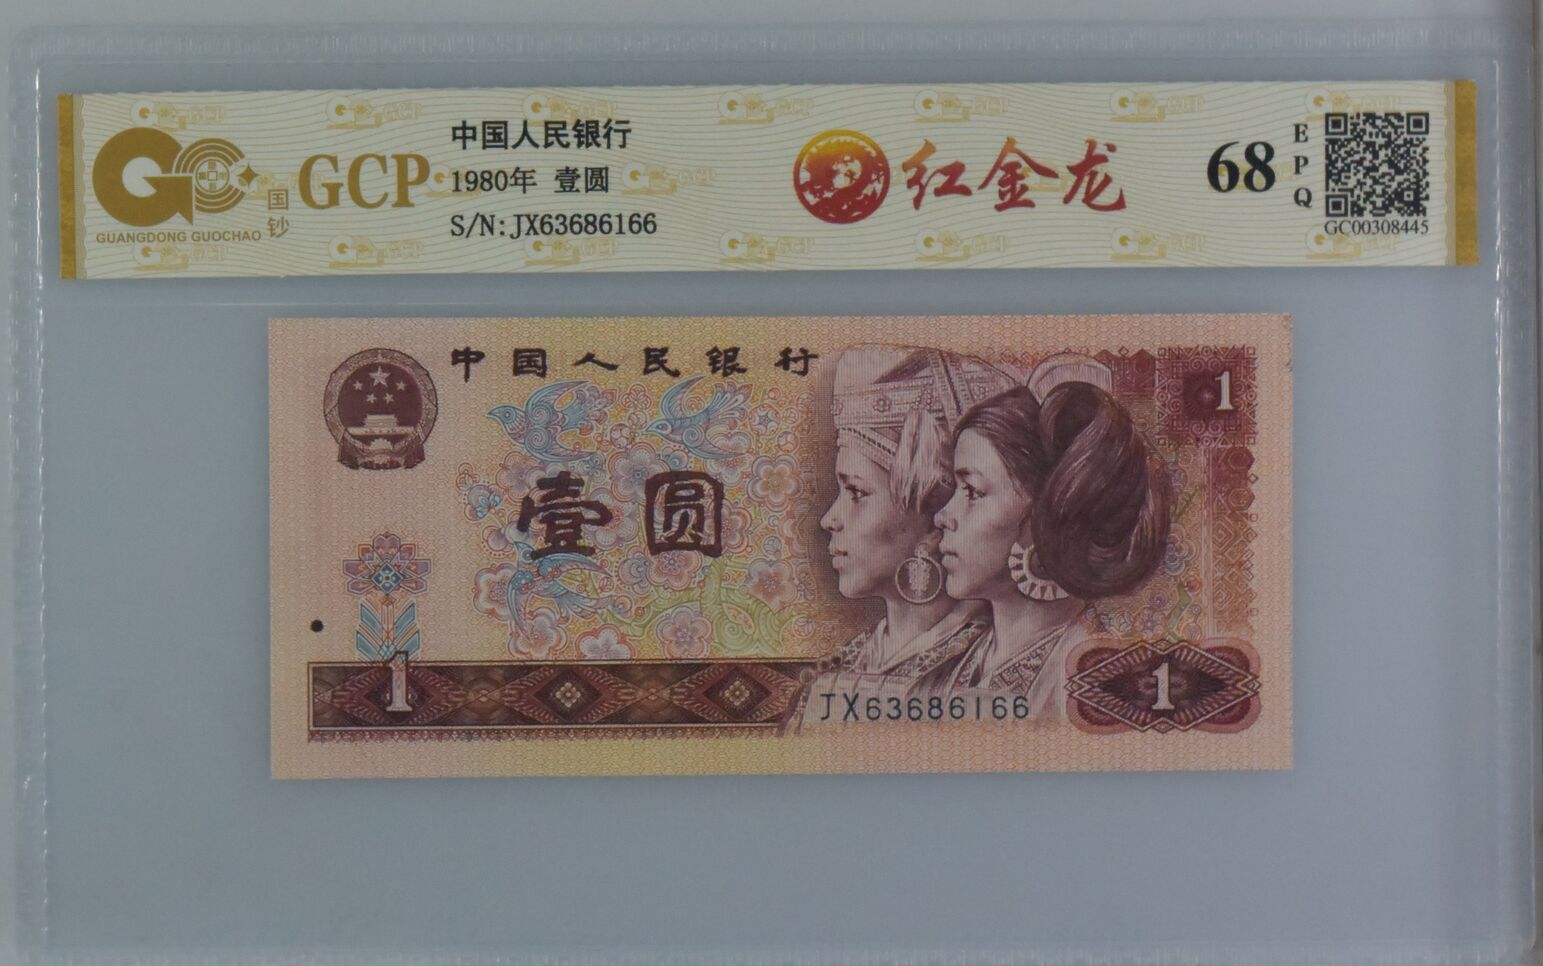 GCP
国钞
GUANGDONG GUOCHAO
中国人民银行
1980年 壹圆
S/N:JX63686166
红金龙
68
EPQ
GC00308445
中国人民银行
1
壹圆
1
JX63686166
1